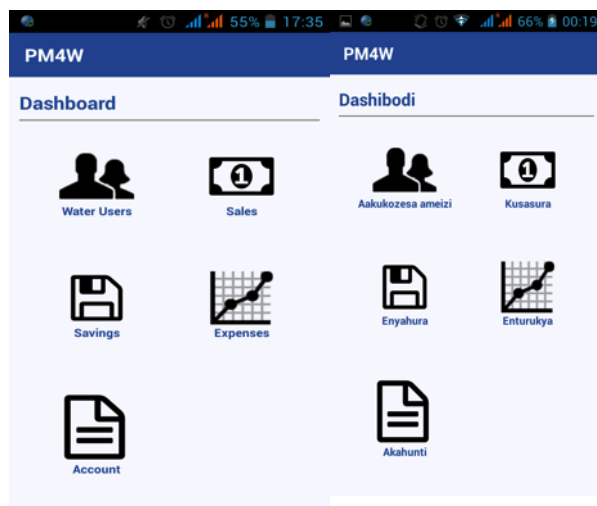 55% 17:35
PM4W
Dashboard
Water Users Sales
Savings Expenses
Account
66% 00:19
PM4W
Dashibodi
Aakukozesa ameizi Kusasura
Enyahura Enturukya
Akahunti